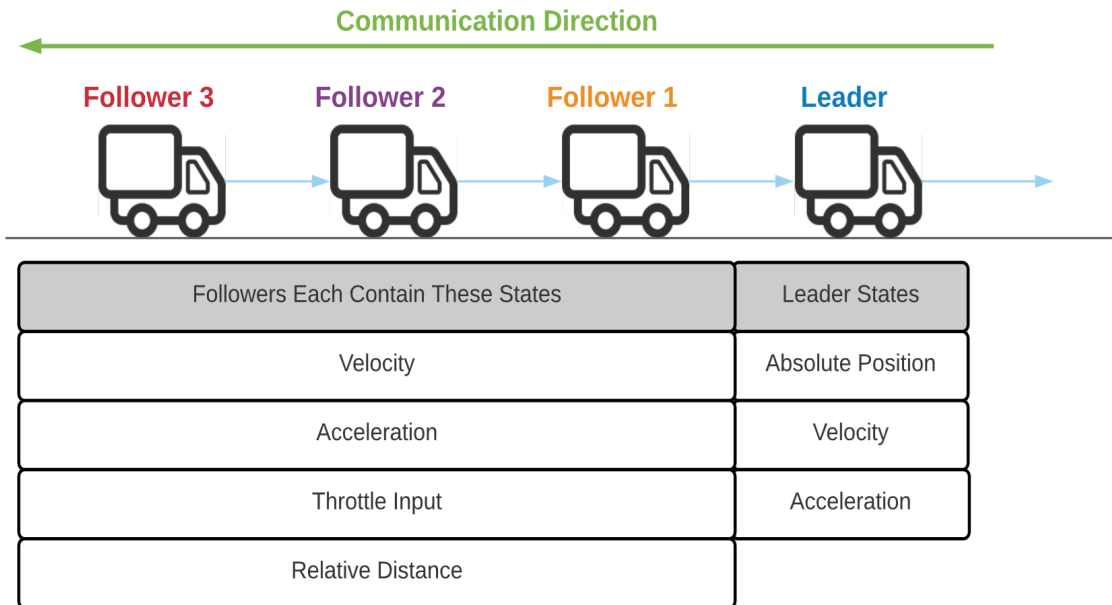 Communication Direction
Follower 3 Follower 2 Follower 1 Leader
Followers Each Contain These States Leader States
Velocity Absolute Position
Acceleration Velocity
Throttle Input Acceleration
Relative Distance